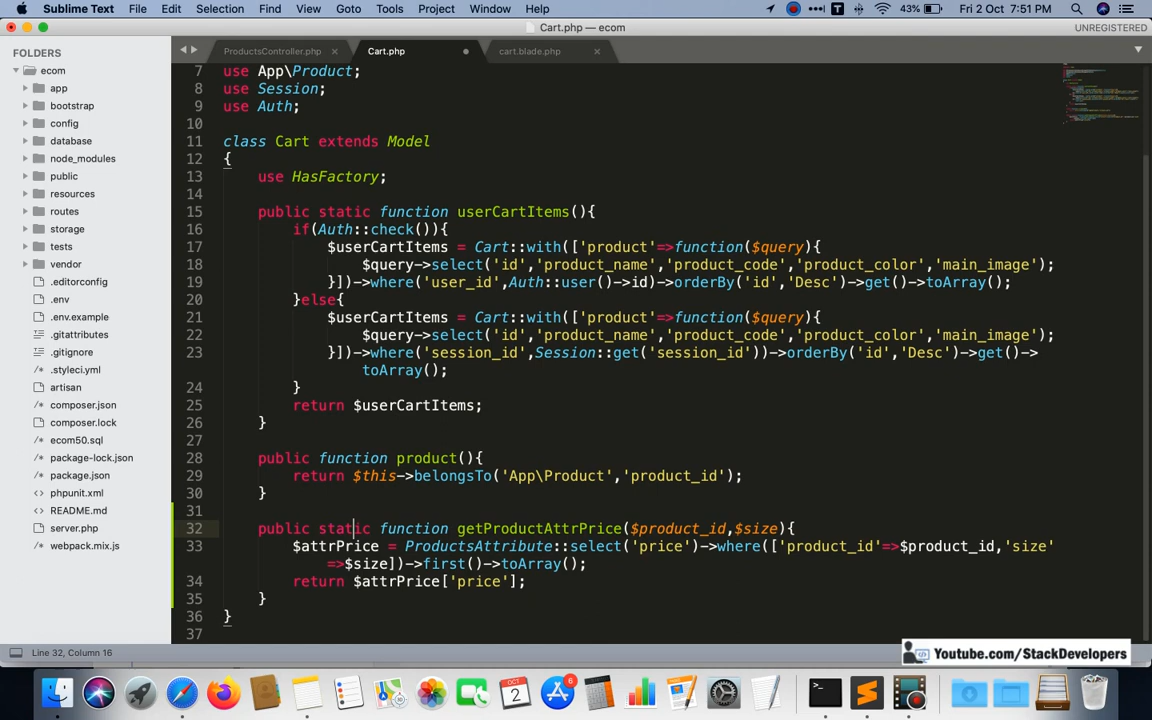 Sublime Text File Edit Selection Find View Goto Tools Project Window Help 43% Fri 2 Oct 7:51 PM
Cart.php — ecom UNREGISTERED
FOLDERS
ecom
app
bootstrap
config
database
node_modules
public
resources
routes
storage
tests
vendor
.editorconfig
.env
.env.example
.gitattributes
.gitignore
.styleci.yml
artisan
composer.json
composer.lock
ecom50.sql
package-lock.json
package.json
phpunit.xml
README.md
server.php
webpack.mix.js
ProductsController.php Cart.php cart.blade.php
7 use App\Product;
8 use Session;
9 use Auth;
10
11 class Cart extends Model
12 {
13 use HasFactory;
14
15 public static function userCartItems(){
16 if(Auth::check()){
17 $userCartItems = Cart::with(['product'=>function($query){
18 $query->select('id','product_name','product_code','product_color','main_image');
19 }])->where('user_id',Auth::user()->id)->orderBy('id','Desc')->get()->toArray();
20 }else{
21 $userCartItems = Cart::with(['product'=>function($query){
22 $query->select('id','product_name','product_code','product_color','main_image');
23 }])->where('session_id',Session::get('session_id'))->orderBy('id','Desc')->get()->
toArray();
24 }
25 return $userCartItems;
26 }
27
28 public function product(){
29 return $this->belongsTo('App\Product','product_id');
30 }
31
32 public static function getProductAttrPrice($product_id,$size){
33 $attrPrice = ProductsAttribute::select('price')->where(['product_id'=>$product_id,'size'
=>$size])->first()->toArray();
34 return $attrPrice['price'];
35 }
36 }
37
Line 32, Column 16
Youtube.com/StackDevelopers
OCT
2
6